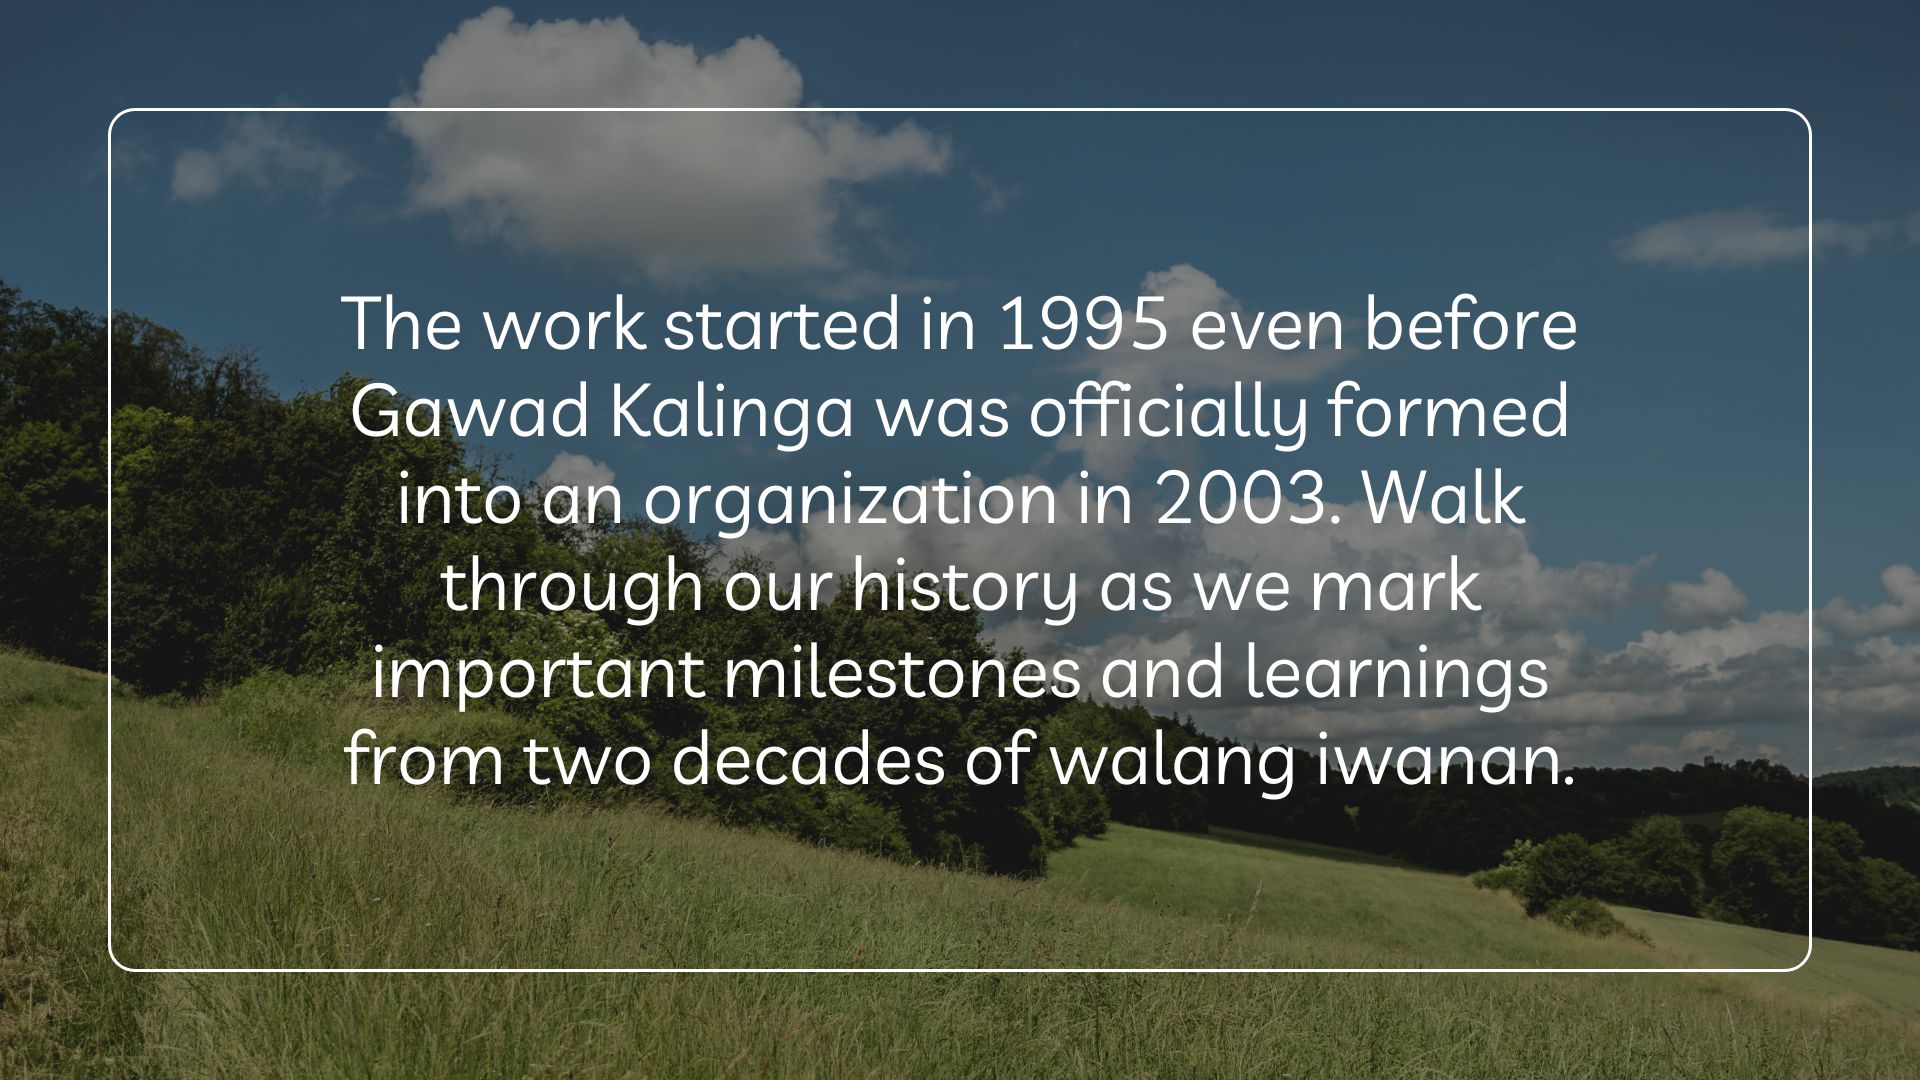 The work started in 1995 even before
Gawad Kalinga was officially formed
into an organization in 2003. Walk
through our history as we mark
important milestones and learnings
from two decades of walang iwanan.